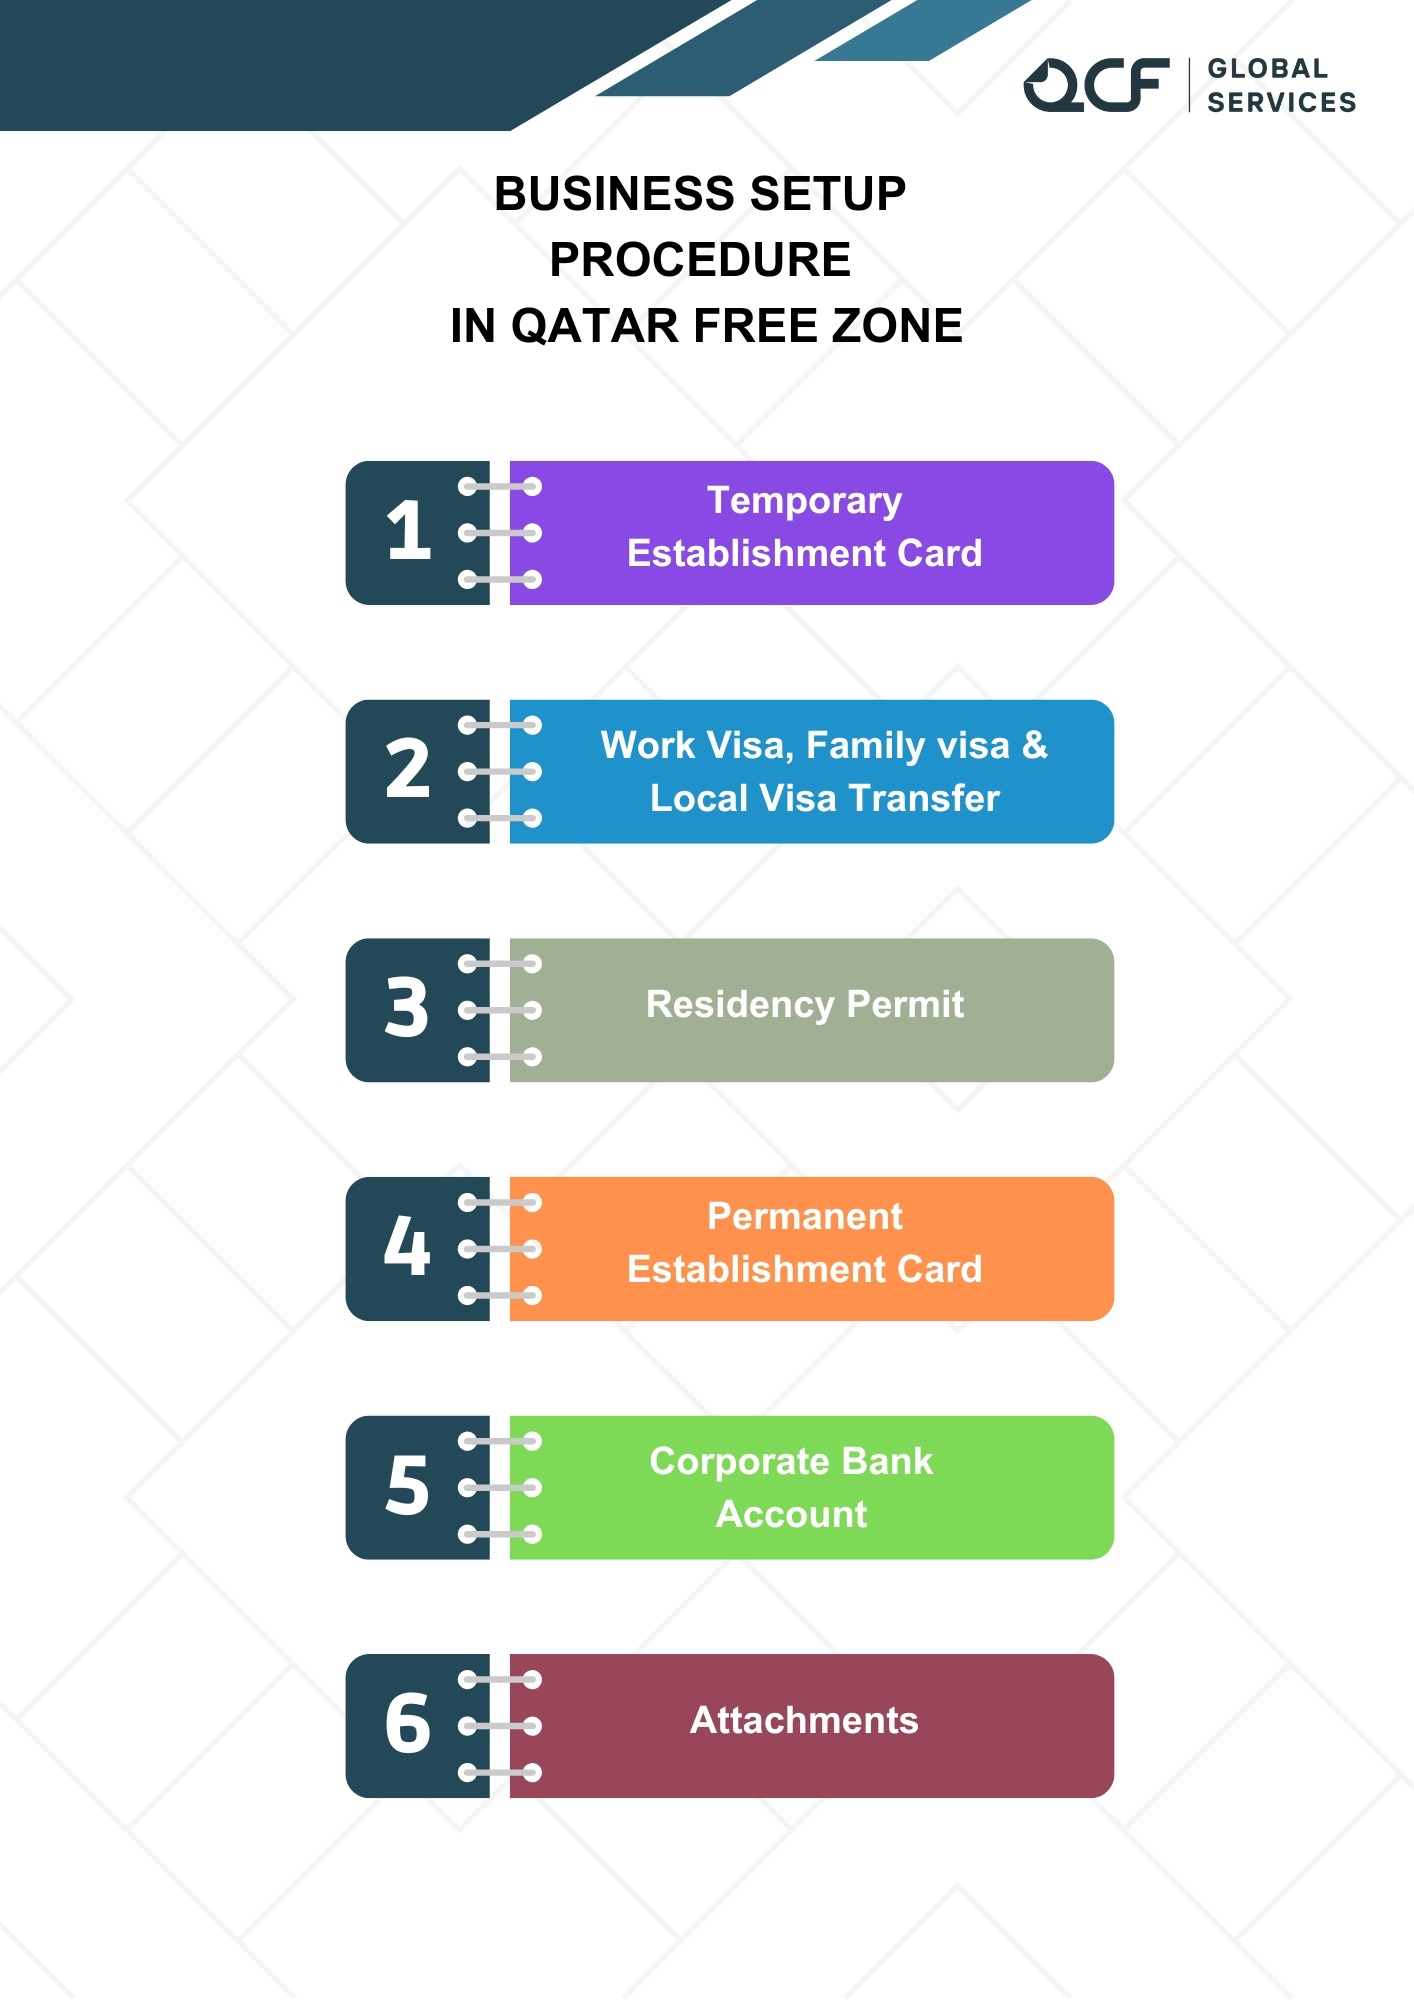 QCF
GLOBAL
SERVICES
BUSINESS SETUP
PROCEDURE
IN QATAR FREE ZONE
1
Temporary
Establishment Card
2
Work Visa, Family visa &
Local Visa Transfer
3
Residency Permit
4
Permanent
Establishment Card
5
Corporate Bank
Account
6
Attachments